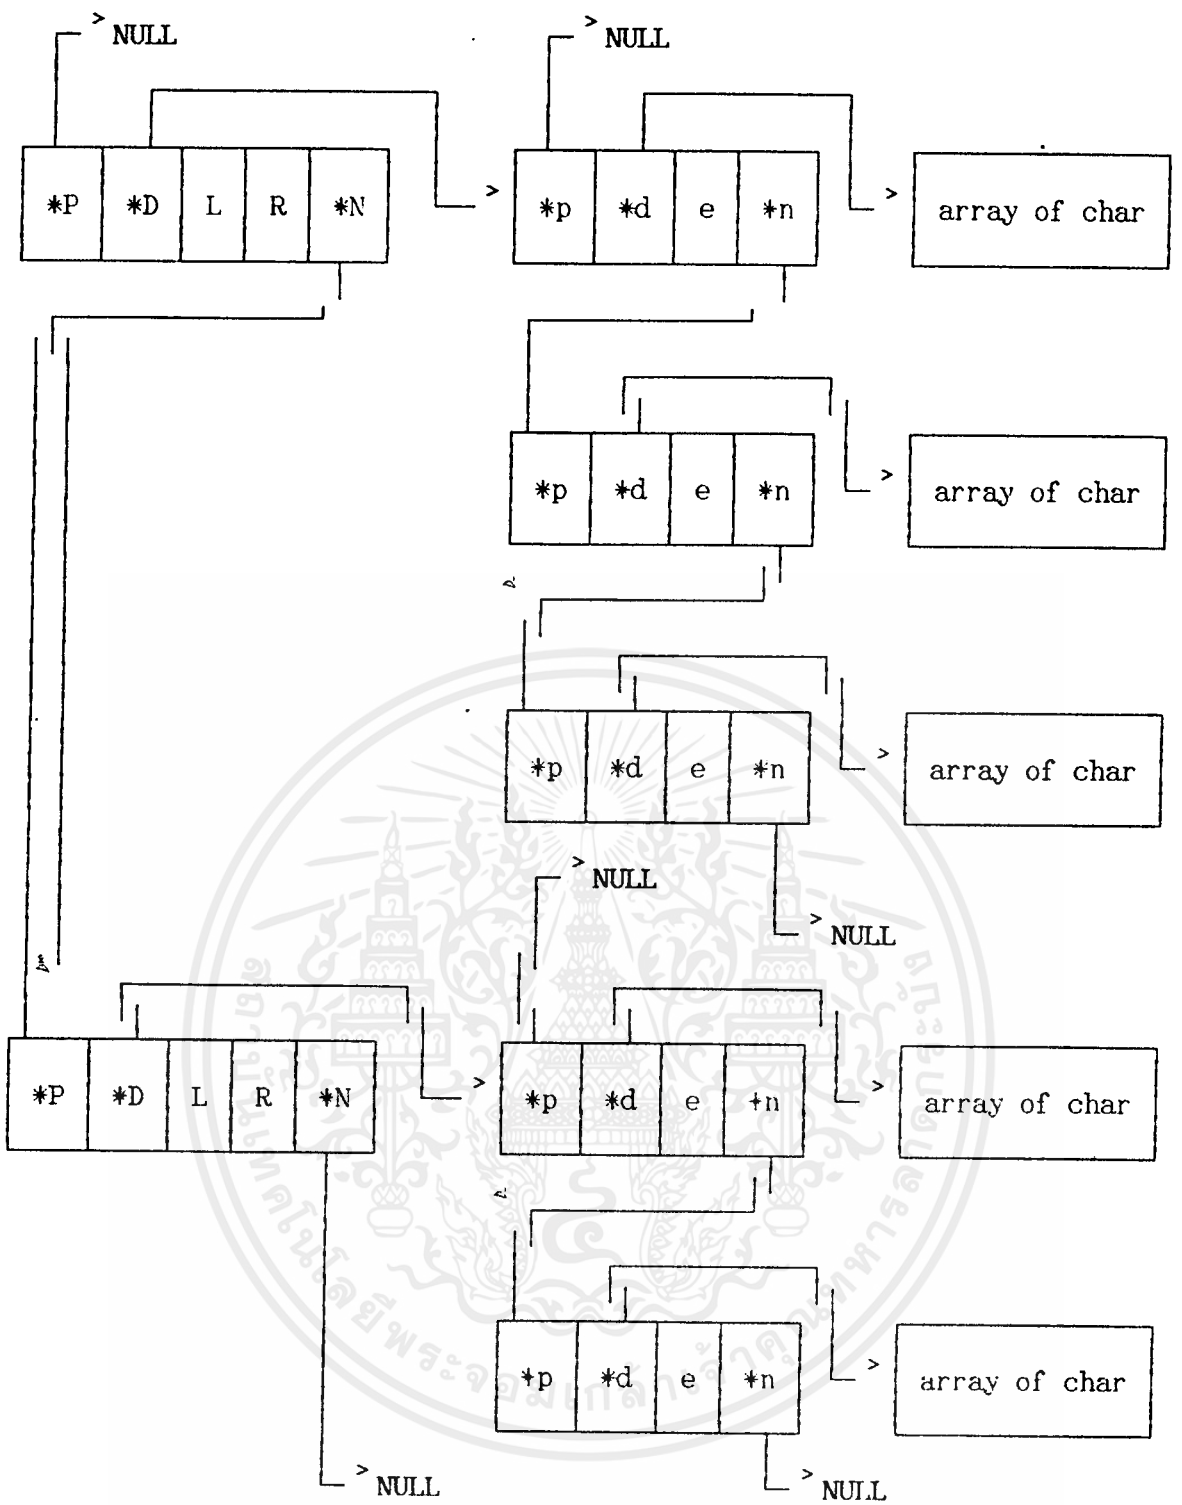 NULL NULL
*P *D L R *N *p *d e *n array of char
*p *d e *n array of char
*p *d e *n array of char
NULL
NULL
*P *D L R *N *p *d e +n array of char
*p *d e *n array of char
NULL NULL